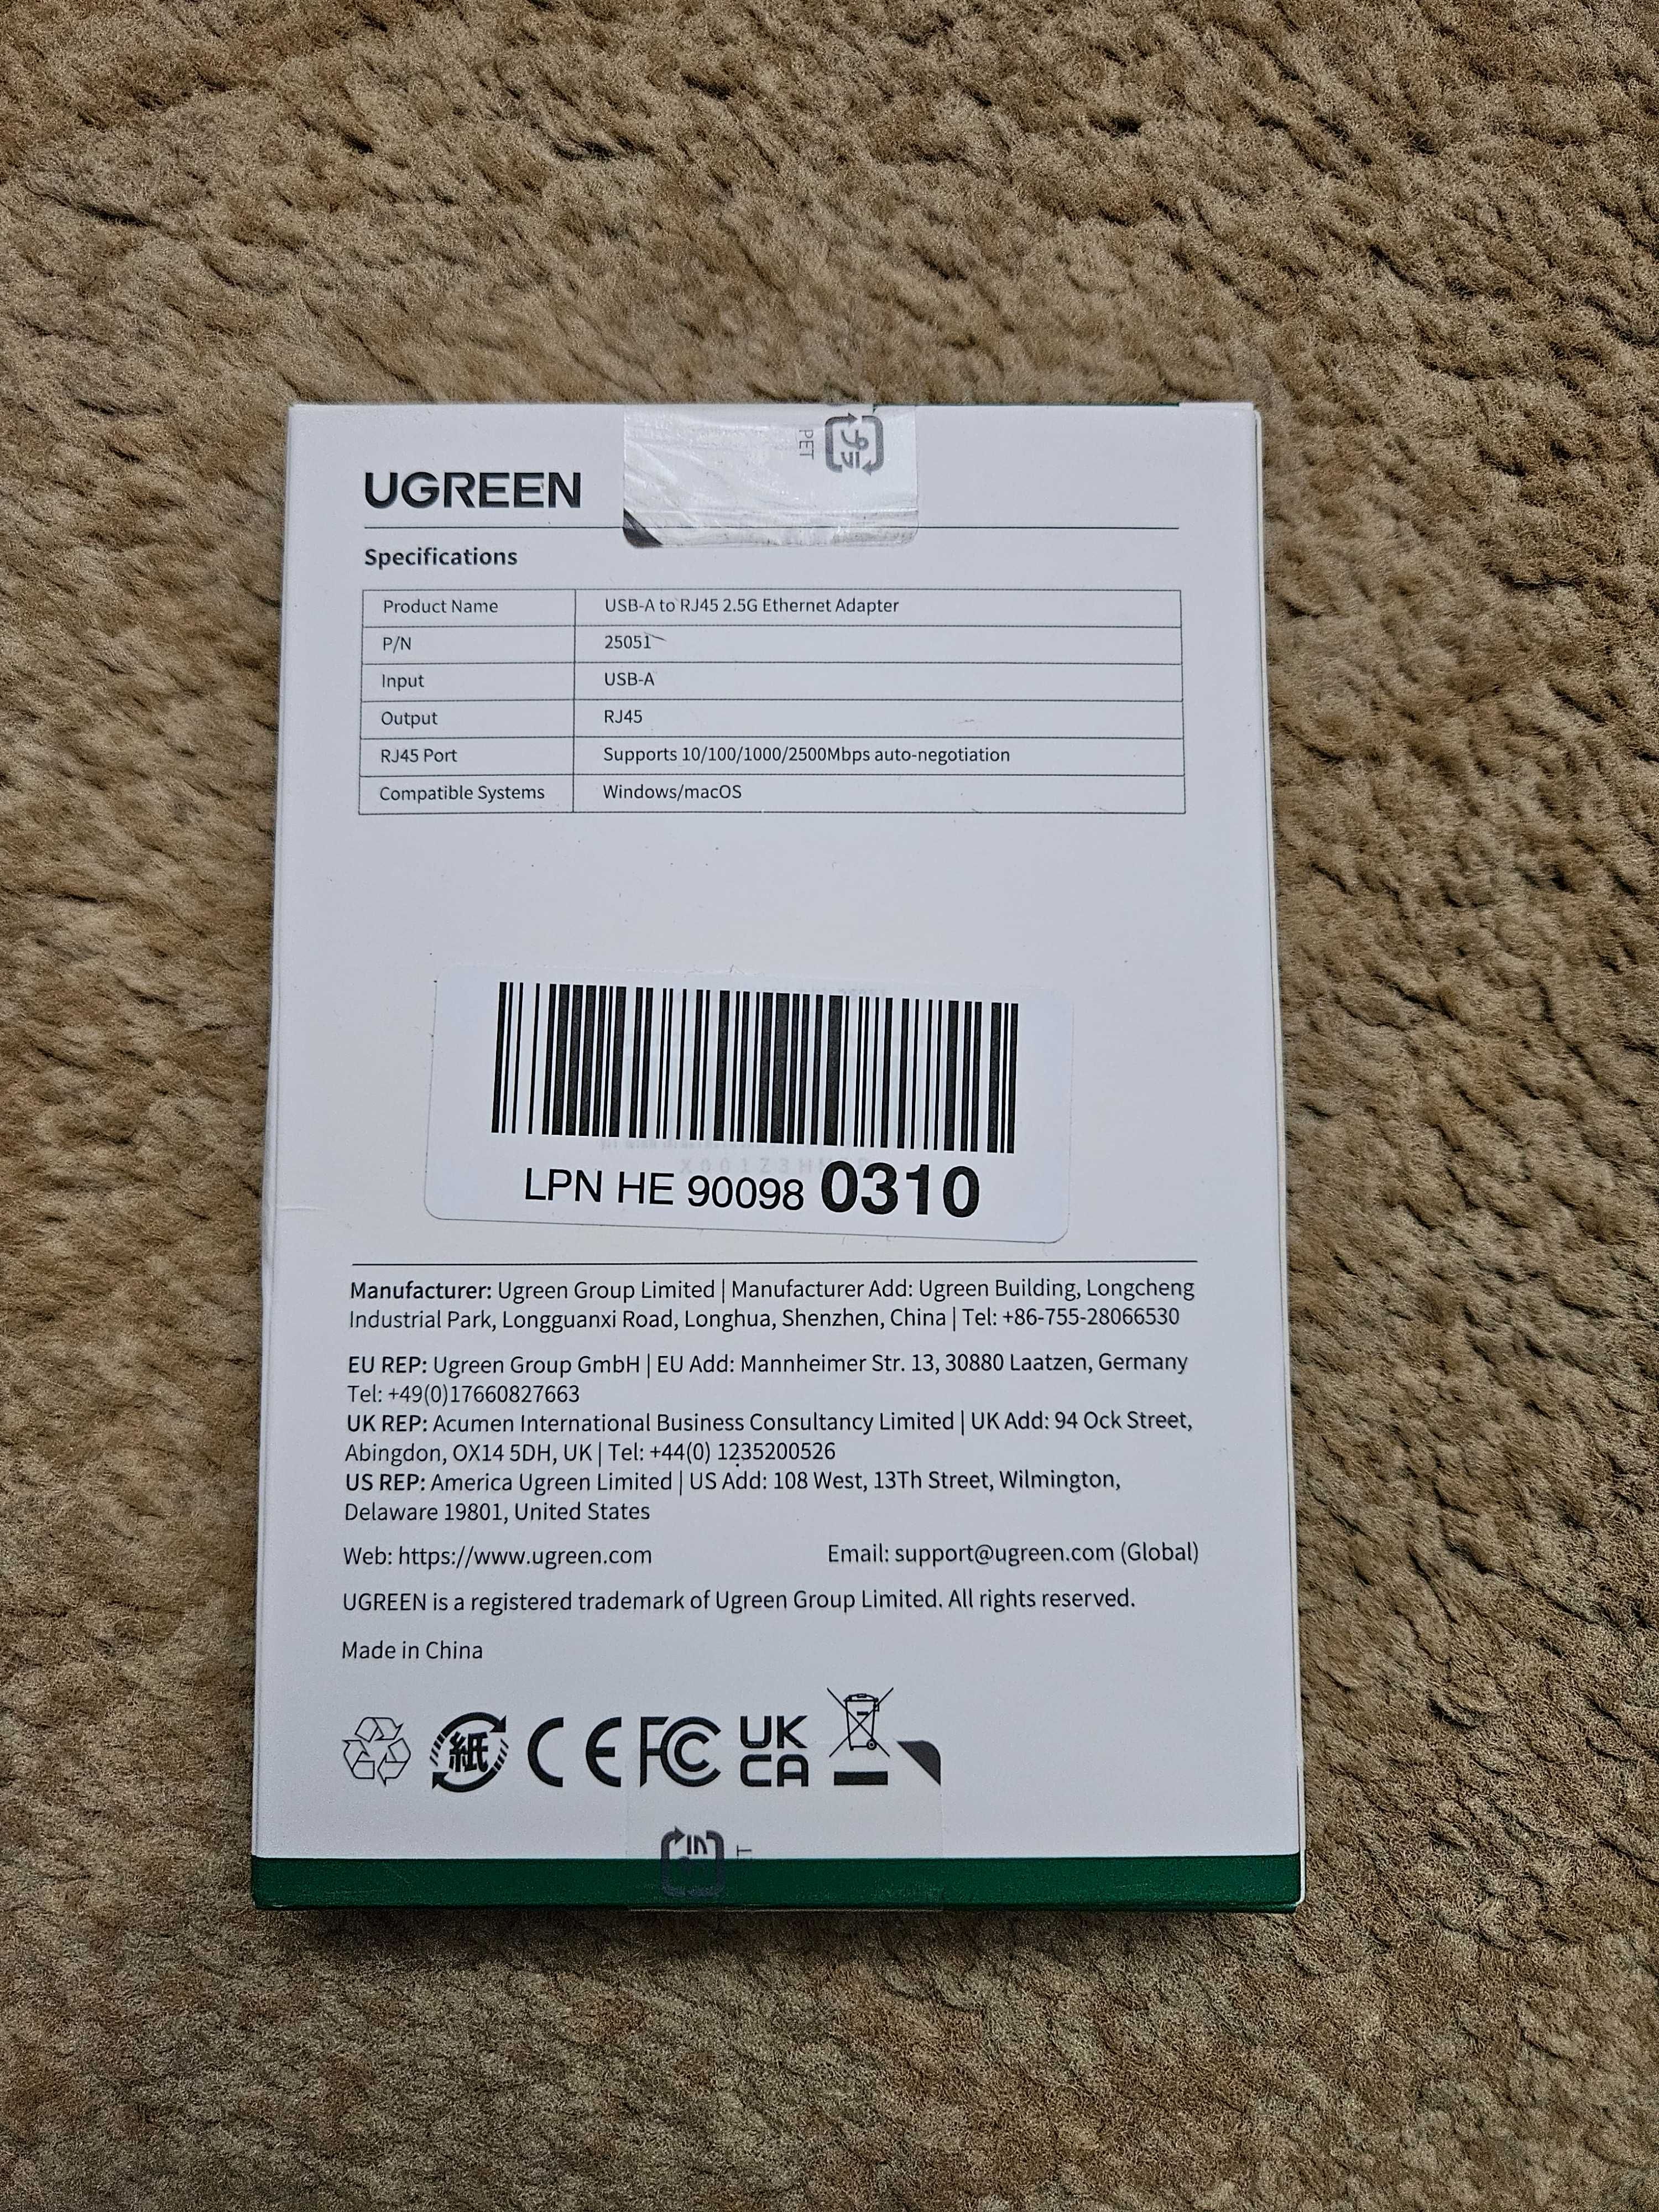 PET
UGREEN
Specifications
Product Name USB-A to RJ45 2.5G Ethernet Adapter
P/N 25051
Input USB-A
Output RJ45
RJ45 Port Supports 10/100/1000/2500Mbps auto-negotiation
Compatible Systems Windows/macOS
LPN HE 90098 0310
Manufacturer: Ugreen Group Limited | Manufacturer Add: Ugreen Building, Longcheng
Industrial Park, Longguanxi Road, Longhua, Shenzhen, China | Tel: +86-755-28066530
EU REP: Ugreen Group GmbH | EU Add: Mannheimer Str. 13, 30880 Laatzen, Germany
Tel: +49(0)17660827663
UK REP: Acumen International Business Consultancy Limited | UK Add: 94 Ock Street,
Abingdon, OX14 5DH, UK | Tel: +44(0) 1235200526
US REP: America Ugreen Limited | US Add: 108 West, 13Th Street, Wilmington,
Delaware 19801, United States
Web: https://www.ugreen.com Email: support@ugreen.com (Global)
UGREEN is a registered trademark of Ugreen Group Limited. All rights reserved.
Made in China
紙 CE FC UK
CA